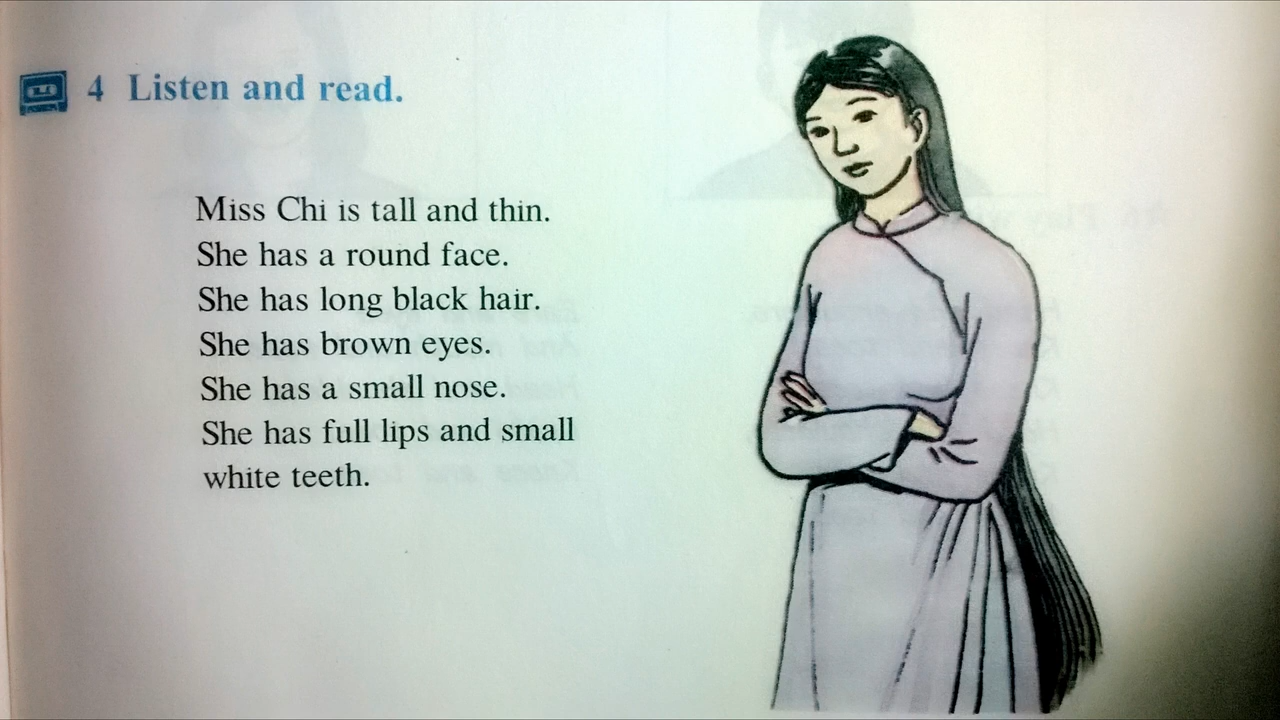 4 Listen and read.
Miss Chi is tall and thin.
She has a round face.
She has long black hair.
She has brown eyes.
She has a small nose.
She has full lips and small
white teeth.